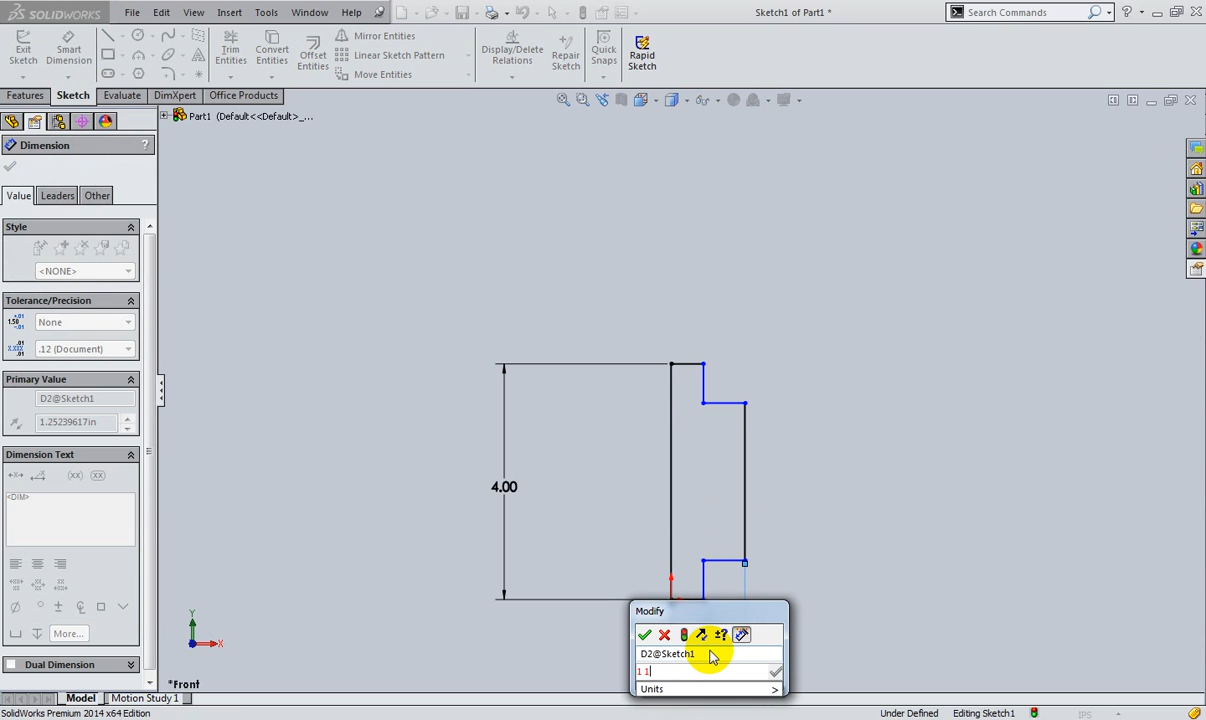 SOLIDWORKS File Edit View Insert Tools Window Help Sketch1 of Part1 * Search Commands
Exit Sketch
Smart Dimension
Trim Entities
Convert Entities
Offset Entities
Mirror Entities
Linear Sketch Pattern
Move Entities
Display/Delete Relations
Repair Sketch
Quick Snaps
Rapid Sketch
Features Sketch Evaluate DimXpert Office Products
Part1 (Default<<Default>_...
Dimension ?
Value Leaders Other
Style
<NONE>
Tolerance/Precision
None
.12 (Document)
Primary Value
D2@Sketch1
1.25239617in
Dimension Text
<DIM>
More...
Dual Dimension
4.00
Modify
D2@Sketch1
1 1
Units >
Y
X
*Front
Model Motion Study 1
SolidWorks Premium 2014 x64 Edition Under Defined Editing Sketch1 IPS